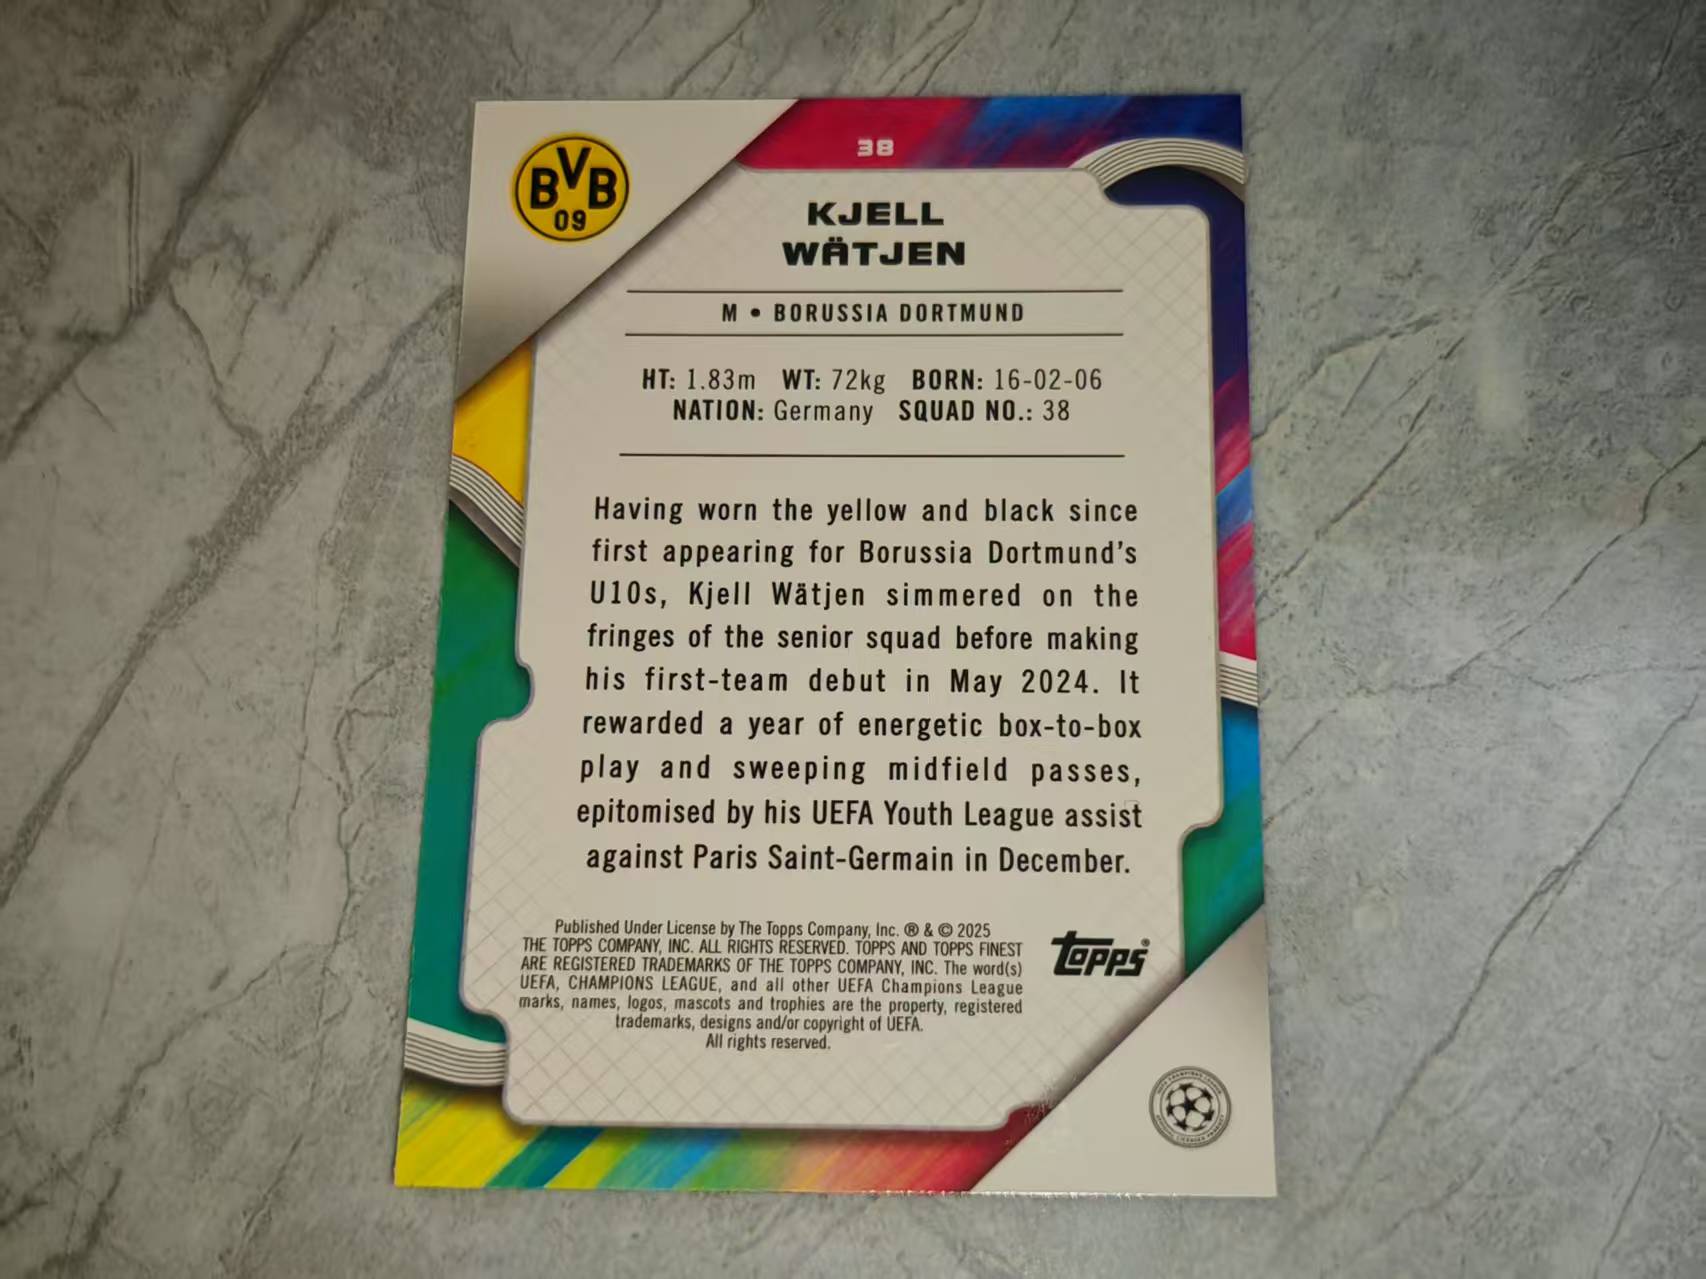 BVB
09
38
KJELL
WÄTJEN
M • BORUSSIA DORTMUND
HT: 1.83m WT: 72kg BORN: 16-02-06
NATION: Germany SQUAD NO.: 38
Having worn the yellow and black since
first appearing for Borussia Dortmund's
U10s, Kjell Wätjen simmered on the
fringes of the senior squad before making
his first-team debut in May 2024. It
rewarded a year of energetic box-to-box
play and sweeping midfield passes,
epitomised by his UEFA Youth League assist
against Paris Saint-Germain in December.
Published Under License by The Topps Company, Inc. ® & © 2025
THE TOPPS COMPANY, INC. ALL RIGHTS RESERVED. TOPPS AND TOPPS FINEST
ARE REGISTERED TRADEMARKS OF THE TOPPS COMPANY, INC. The word(s)
UEFA, CHAMPIONS LEAGUE, and all other UEFA Champions League
marks, names, logos, mascots and trophies are the property, registered
trademarks, designs and/or copyright of UEFA.
All rights reserved.
topps®
UEFA CHAMPIONS LEAGUE
OFFICIAL LICENSED PRODUCT